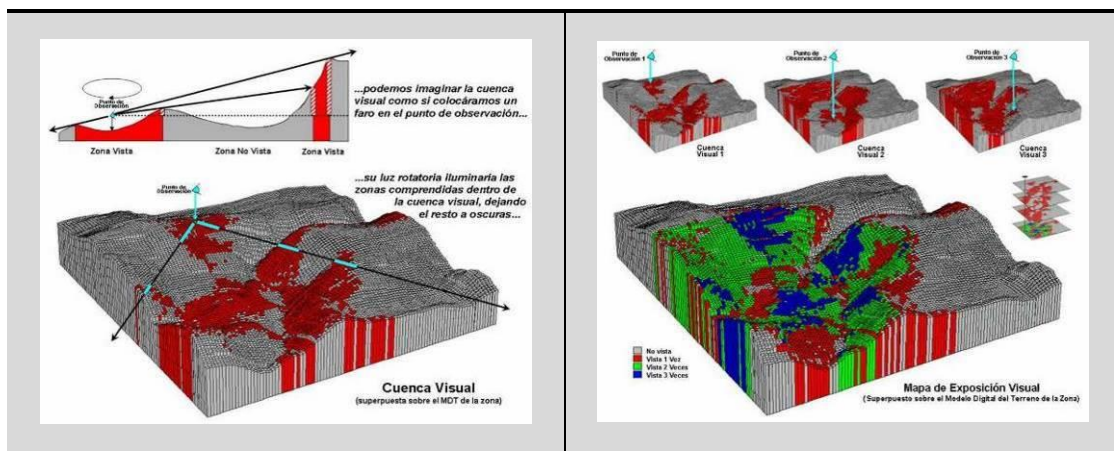 Punto de
Observación
...podemos imaginar la cuenca
visual como si colocáramos un
faro en el punto de observación...
Zona Vista
Zona No Vista
Zona Vista
...su luz rotatoria iluminaría las
zonas comprendidas dentro de
la cuenca visual, dejando
el resto a oscuras...
Punto de
Observación
Cuenca Visual
(superpuesta sobre el MDT de la zona)
Punto de
Observación 1
Punto de
Observación 2
Punto de
Observación 3
Cuenca
Visual 1
Cuenca
Visual 2
Cuenca
Visual 3
No vista
Vista 1 Vez
Vista 2 Veces
Vista 3 Veces
Mapa de Exposición Visual
(Superpuesto sobre el Modelo Digital del Terreno de la Zona)